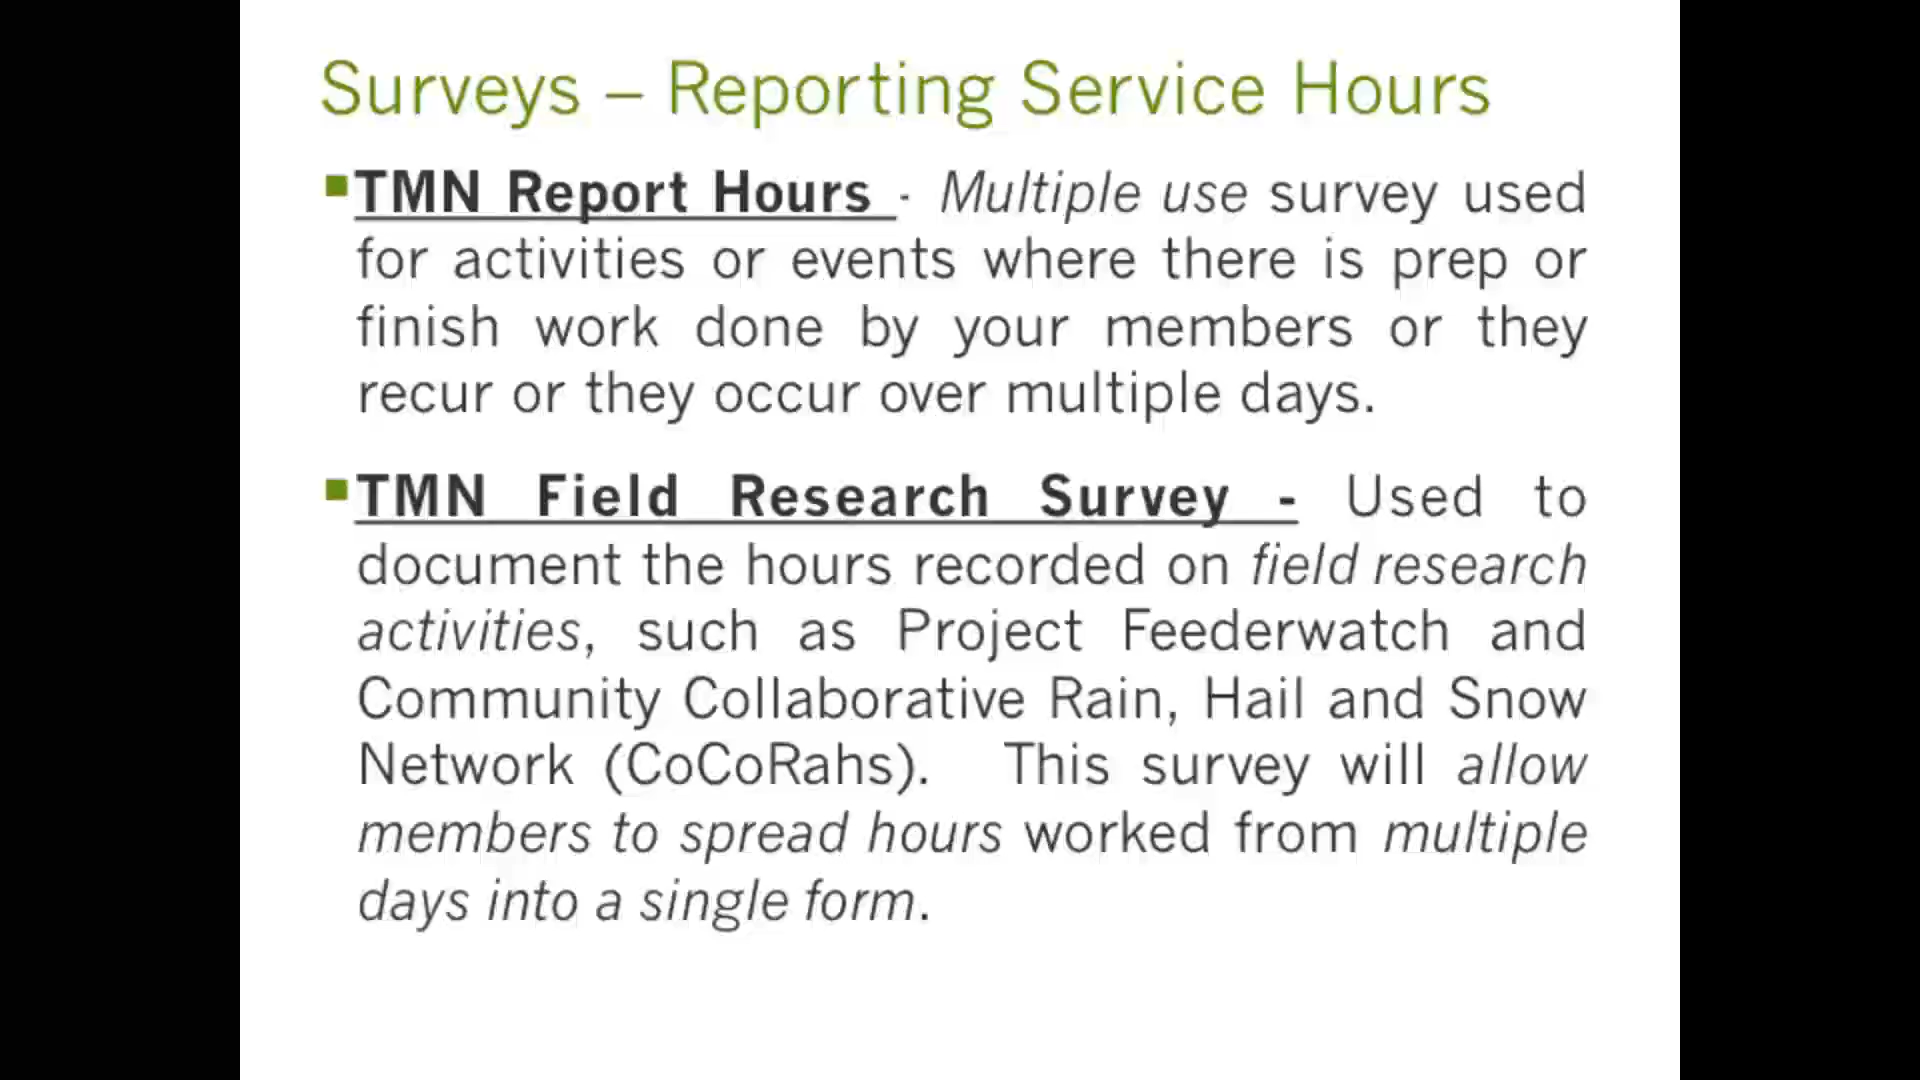 Surveys – Reporting Service Hours
▪TMN Report Hours - Multiple use survey used
for activities or events where there is prep or
finish work done by your members or they
recur or they occur over multiple days.
▪TMN Field Research Survey - Used to
document the hours recorded on field research
activities, such as Project Feederwatch and
Community Collaborative Rain, Hail and Snow
Network (CoCoRahs). This survey will allow
members to spread hours worked from multiple
days into a single form.